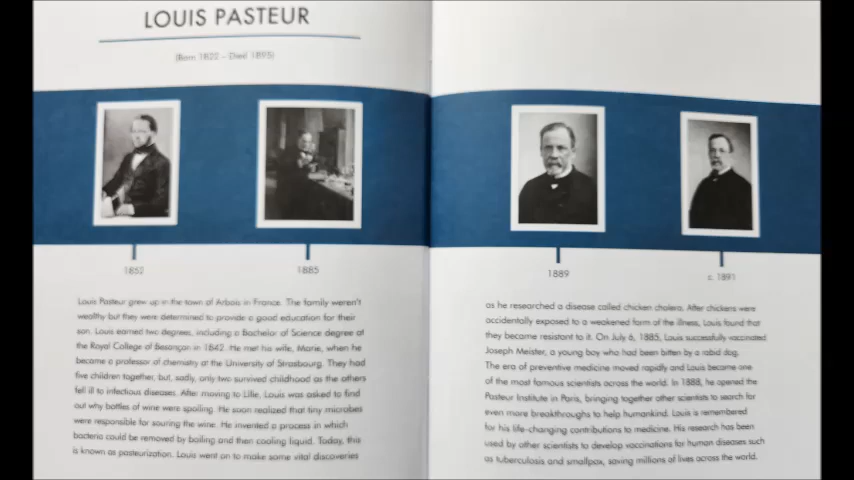 LOUIS PASTEUR
(Born 1822 – Died 1895)
1852
1885
1889
c. 1891
Louis Pasteur grew up in the town of Arbois in France. The family weren't
wealthy but they were determined to provide a good education for their
son. Louis earned two degrees, including a Bachelor of Science degree at
the Royal College of Besançon in 1842. He met his wife, Marie, when he
became a professor of chemistry at the University of Strasbourg. They had
five children together, but, sadly, only two survived childhood as the others
fell ill to infectious diseases. After moving to Lille, Louis was asked to find
out why bottles of wine were spoiling. He soon realized that tiny microbes
were responsible for souring the wine. He invented a process in which
bacteria could be removed by boiling and then cooling liquid. Today, this
is known as pasteurization. Louis went on to make some vital discoveries
as he researched a disease called chicken cholera. After chickens were
accidentally exposed to a weakened form of the illness, Louis found that
they became resistant to it. On July 6, 1885, Louis successfully vaccinated
Joseph Meister, a young boy who had been bitten by a rabid dog.
The era of preventive medicine moved rapidly and Louis became one
of the most famous scientists across the world. In 1888, he opened the
Pasteur Institute in Paris, bringing together other scientists to search for
even more breakthroughs to help humankind. Louis is remembered
for his life-changing contributions to medicine. His research has been
used by other scientists to develop vaccinations for human diseases such
as tuberculosis and smallpox, saving millions of lives across the world.